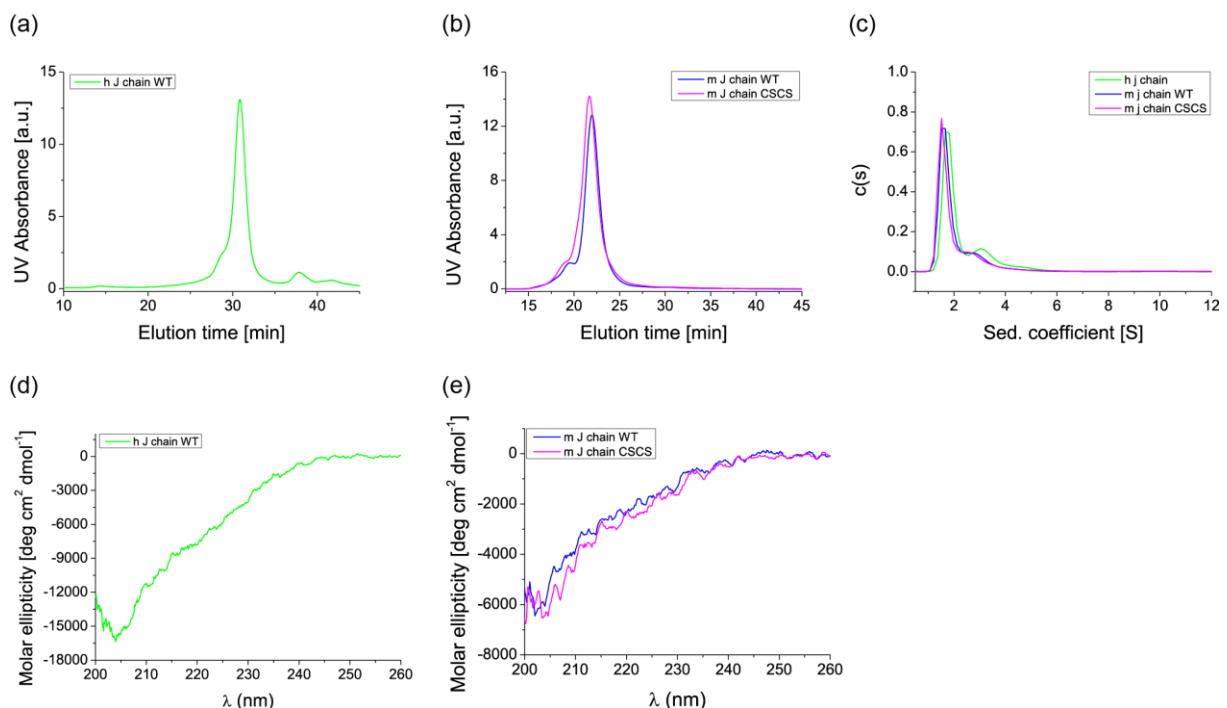 (a)
h J chain WT
UV Absorbance [a.u.]
15
10
5
0
10
20
30
40
Elution time [min]
(b)
m J chain WT
m J chain CSCS
UV Absorbance [a.u.]
16
12
8
4
0
15
20
25
30
35
40
45
Elution time [min]
(c)
h j chain
m j chain WT
m j chain CSCS
c(s)
1.0
0.8
0.6
0.4
0.2
0.0
2
4
6
8
10
12
Sed. coefficient [S]
(d)
h J chain WT
Molar ellipticity [deg cm² dmol⁻¹]
0
-3000
-6000
-9000
-12000
-15000
-18000
200
210
220
230
240
250
260
λ (nm)
(e)
m J chain WT
m J chain CSCS
Molar ellipticity [deg cm² dmol⁻¹]
0
-2000
-4000
-6000
-8000
200
210
220
230
240
250
260
λ (nm)